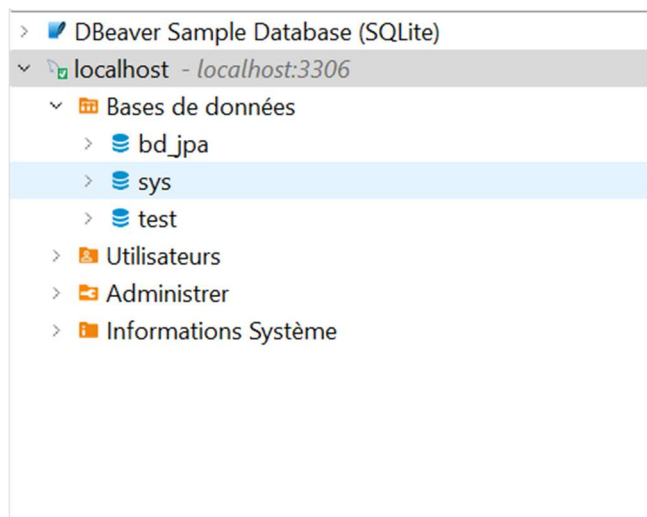 DBeaver Sample Database (SQLite)
localhost - localhost:3306
Bases de données
bd_jpa
sys
test
Utilisateurs
Administrer
Informations Système